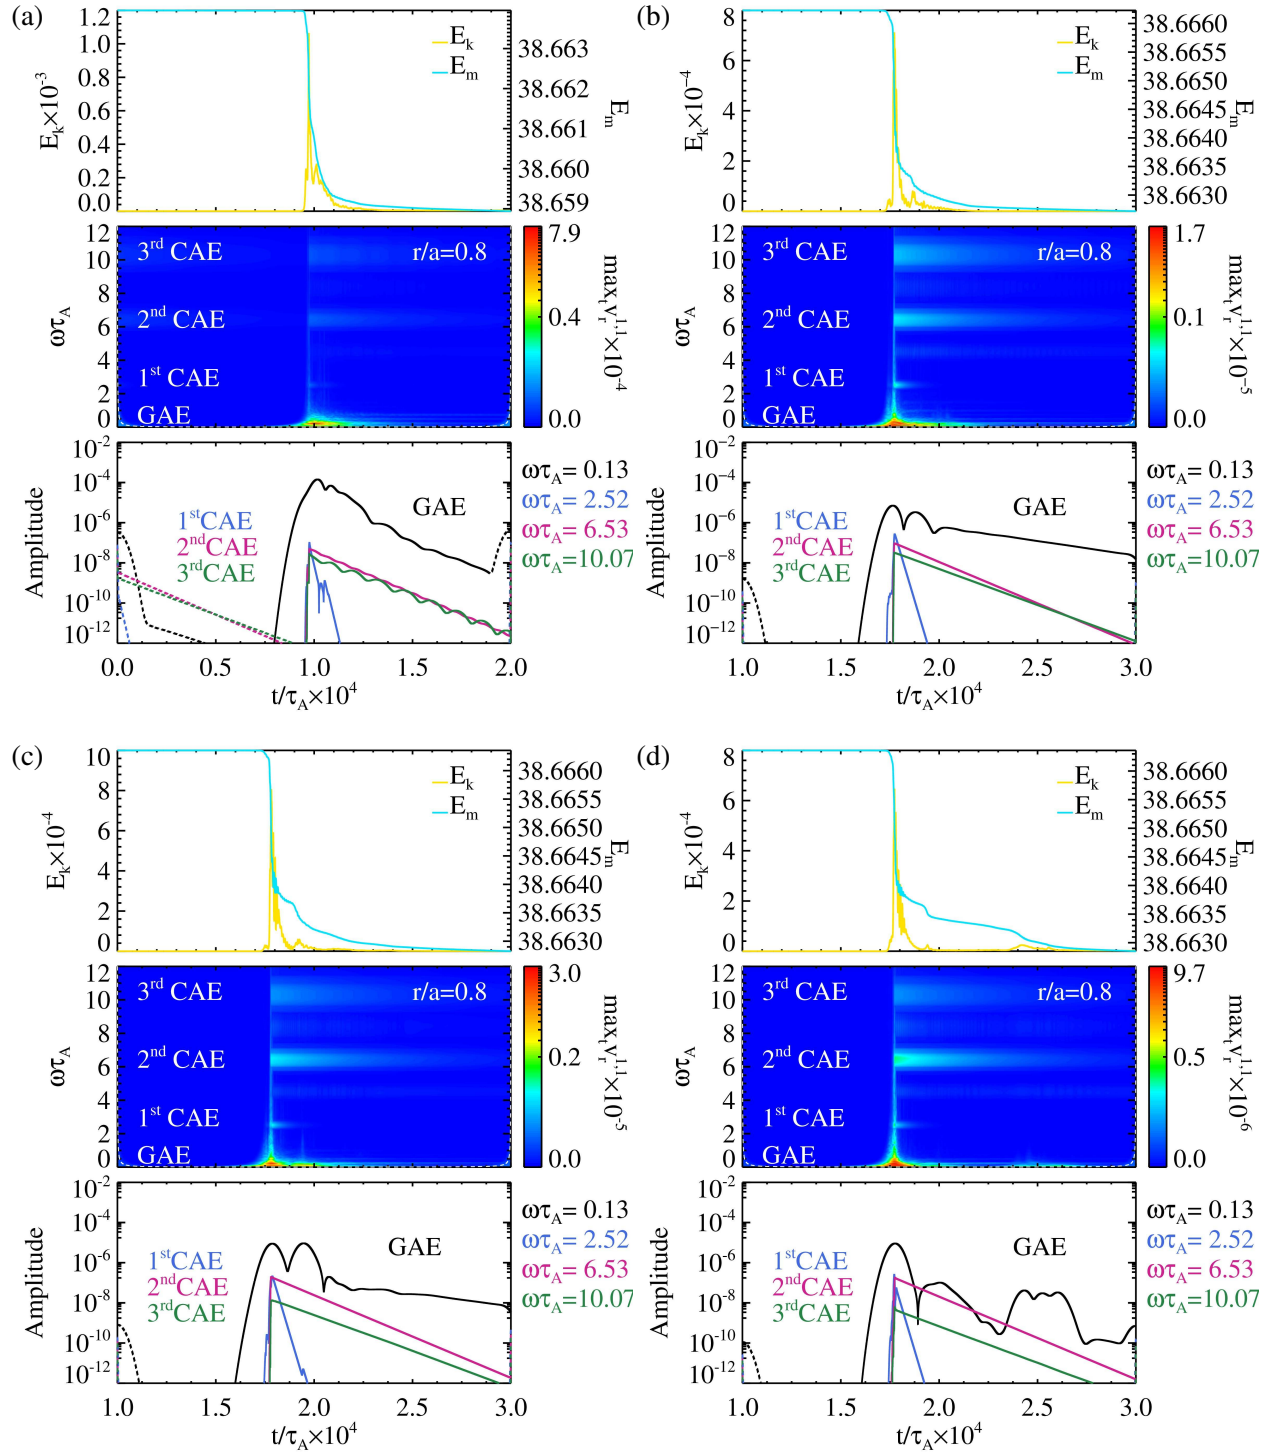 (a)
1.2
1.0
0.8
0.6
0.4
0.2
0.0
E_k×10^-3
E_k
E_m
38.663
38.662
38.661
38.660
38.659
E_m
12
10
8
6
4
2
0
ωτ_A
3rd CAE
2nd CAE
1st CAE
GAE
r/a=0.8
7.9
0.4
0.0
max_t v_r^1,1×10^-4
10^-2
10^-4
10^-6
10^-8
10^-10
10^-12
Amplitude
1stCAE
2ndCAE
3rdCAE
GAE
ωτ_A= 0.13
ωτ_A= 2.52
ωτ_A= 6.53
ωτ_A=10.07
0.0 0.5 1.0 1.5 2.0
t/τ_A×10^4
(b)
8
6
4
2
0
E_k×10^-4
E_k
E_m
38.6660
38.6655
38.6650
38.6645
38.6640
38.6635
38.6630
E_m
12
10
8
6
4
2
0
ωτ_A
3rd CAE
2nd CAE
1st CAE
GAE
r/a=0.8
1.7
0.1
0.0
max_t v_r^1,1×10^-5
10^-2
10^-4
10^-6
10^-8
10^-10
10^-12
Amplitude
1stCAE
2ndCAE
3rdCAE
GAE
ωτ_A= 0.13
ωτ_A= 2.52
ωτ_A= 6.53
ωτ_A=10.07
1.0 1.5 2.0 2.5 3.0
t/τ_A×10^4
(c)
10
8
6
4
2
0
E_k×10^-4
E_k
E_m
38.6660
38.6655
38.6650
38.6645
38.6640
38.6635
38.6630
E_m
12
10
8
6
4
2
0
ωτ_A
3rd CAE
2nd CAE
1st CAE
GAE
r/a=0.8
3.0
0.2
0.0
max_t v_r^1,1×10^-5
10^-2
10^-4
10^-6
10^-8
10^-10
10^-12
Amplitude
1stCAE
2ndCAE
3rdCAE
GAE
ωτ_A= 0.13
ωτ_A= 2.52
ωτ_A= 6.53
ωτ_A=10.07
1.0 1.5 2.0 2.5 3.0
t/τ_A×10^4
(d)
8
6
4
2
0
E_k×10^-4
E_k
E_m
38.6660
38.6655
38.6650
38.6645
38.6640
38.6635
38.6630
E_m
12
10
8
6
4
2
0
ωτ_A
3rd CAE
2nd CAE
1st CAE
GAE
r/a=0.8
9.7
0.5
0.0
max_t v_r^1,1×10^-6
10^-2
10^-4
10^-6
10^-8
10^-10
10^-12
Amplitude
1stCAE
2ndCAE
3rdCAE
GAE
ωτ_A= 0.13
ωτ_A= 2.52
ωτ_A= 6.53
ωτ_A=10.07
1.0 1.5 2.0 2.5 3.0
t/τ_A×10^4